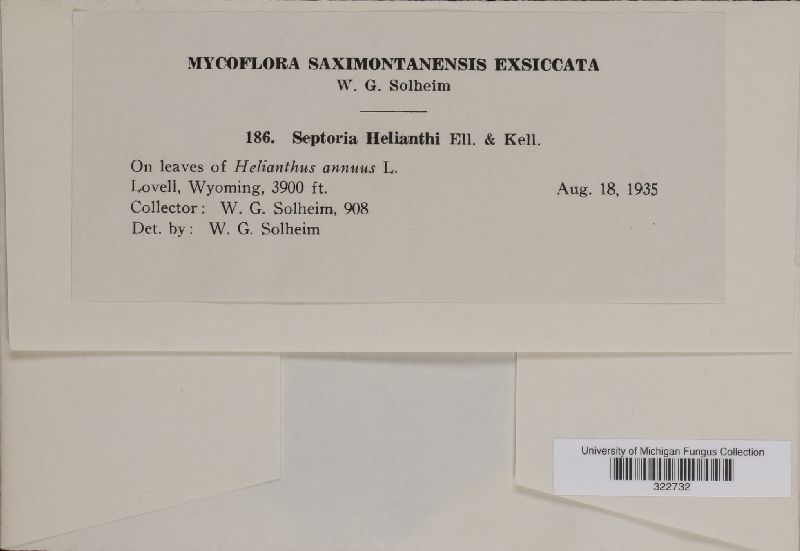 MYCOFLORA SAXIMONTANENSIS EXSICCATA
W. G. Solheim
186. Septoria Helianthi Ell. & Kell.
On leaves of Helianthus annuus L.
Lovell, Wyoming, 3900 ft. Aug. 18, 1935
Collector: W. G. Solheim, 908
Det. by: W. G. Solheim
University of Michigan Fungus Collection
322732